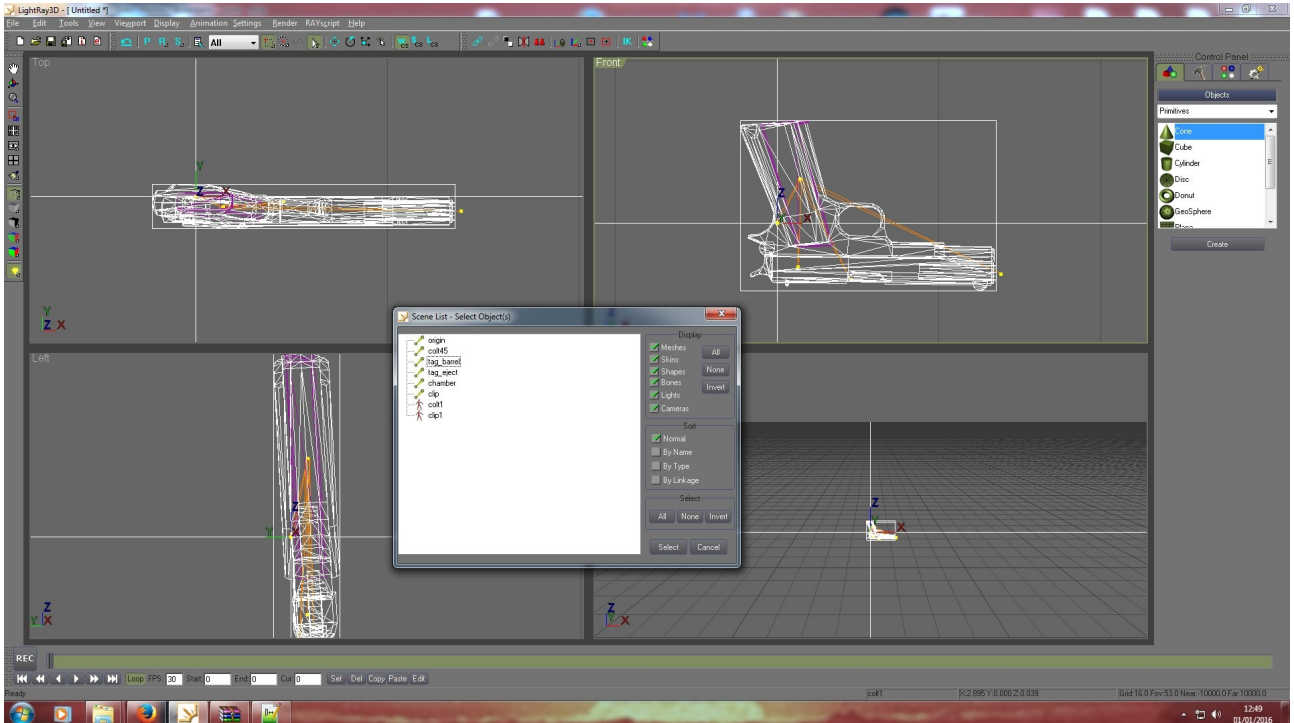 LightRay3D - [ Untitled *]
File Edit Tools View Viewport Display Animation Settings Render RAYscript Help
P R. S. All
IK
Top
Y
Z X
Y
Z X
Front
Z
X
Control Panel
Objects
Primitives
Cone
Cube
Cylinder
Disc
Donut
GeoSphere
Plane
Create
Left
Z
Y X
Z
Y X
Z
Y X
Z
Y X
Scene List - Select Object(s)
origin
colt45
tag_barrel
tag_eject
chamber
clip
colt1
clip1
Display
Meshes
Skins
Shapes
Bones
Lights
Cameras
All
None
Invert
Sort
Normal
By Name
By Type
By Linkage
Select
All None Invert
Select Cancel
REC
Loop FPS: 30 Start: 0 End: 0 Cur: 0 Set Del Copy Paste Edit
Ready colt1 X:2.895 Y:0.000 Z:0.039 Grid:16.0 Fov:53.0 Near:-10000.0 Far:10000.0
12:49
01/01/2016